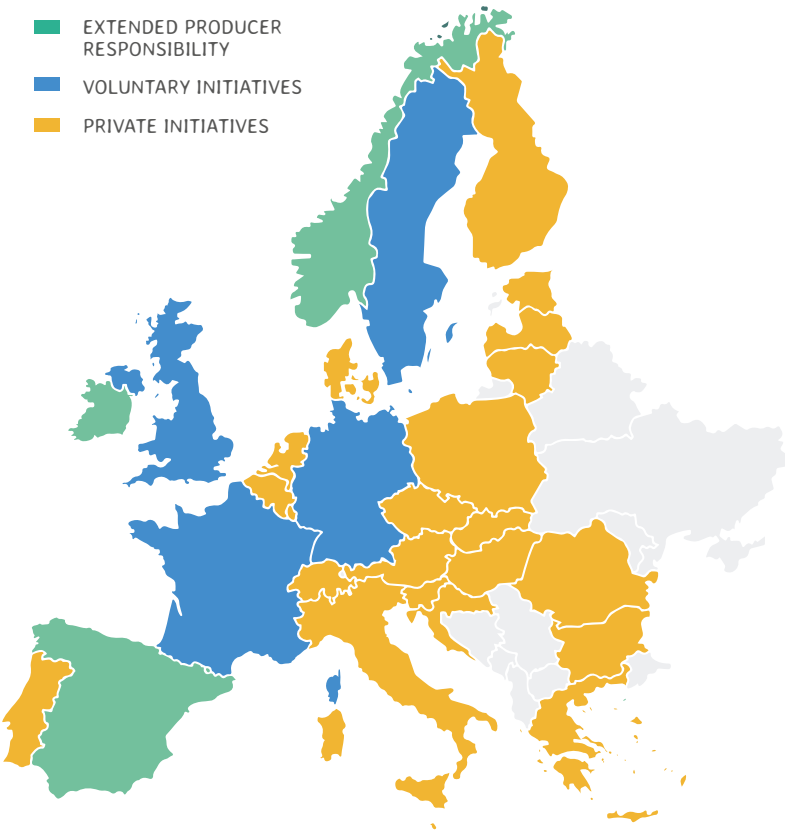 EXTENDED PRODUCER
RESPONSIBILITY
VOLUNTARY INITIATIVES
PRIVATE INITIATIVES